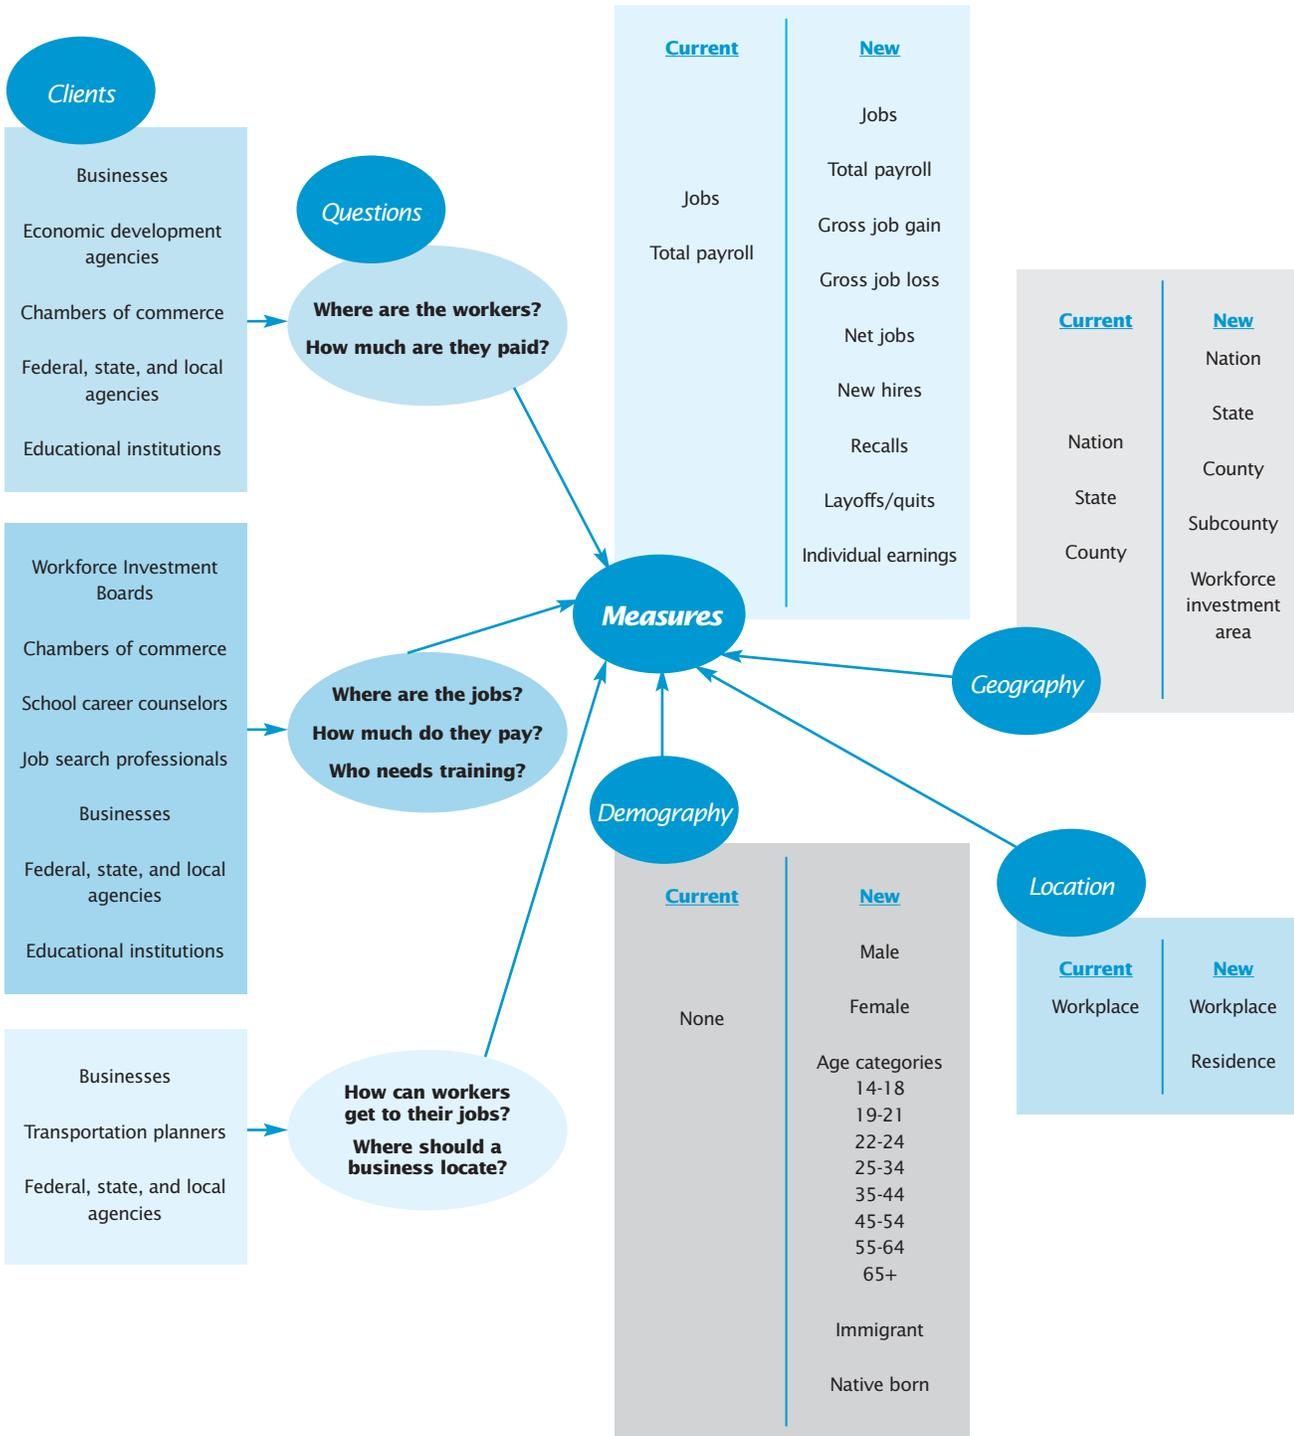 Clients
Businesses
Economic development
agencies
Chambers of commerce
Federal, state, and local
agencies
Educational institutions
Workforce Investment
Boards
Chambers of commerce
School career counselors
Job search professionals
Businesses
Federal, state, and local
agencies
Educational institutions
Businesses
Transportation planners
Federal, state, and local
agencies
Questions
Where are the workers?
How much are they paid?
Where are the jobs?
How much do they pay?
Who needs training?
How can workers
get to their jobs?
Where should a
business locate?
Current
Jobs
Total payroll
New
Jobs
Total payroll
Gross job gain
Gross job loss
Net jobs
New hires
Recalls
Layoffs/quits
Individual earnings
Measures
Demography
Current
None
New
Male
Female
Age categories
14-18
19-21
22-24
25-34
35-44
45-54
55-64
65+
Immigrant
Native born
Current
Nation
State
County
New
Nation
State
County
Subcounty
Workforce
investment
area
Geography
Location
Current
Workplace
New
Workplace
Residence